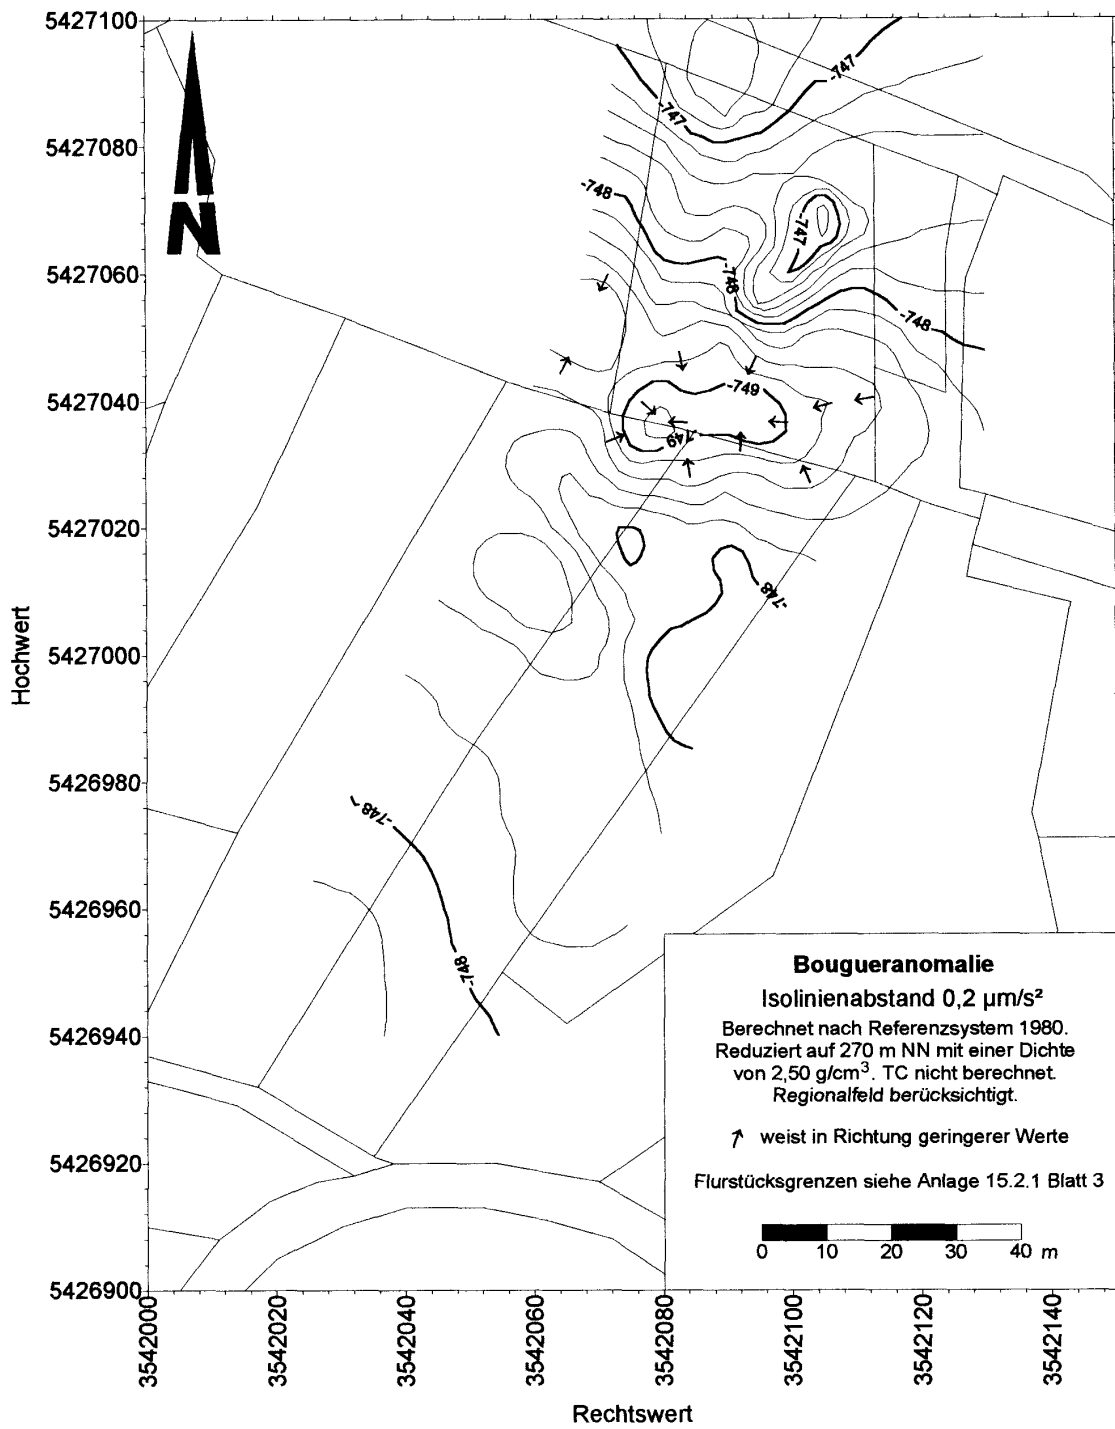 5427100
5427080
5427060
5427040
5427020
5427000
5426980
5426960
5426940
5426920
5426900
Hochwert
N
-747
-747
-748
-747
-748
-748
-749
-749
-748
-748
-748
Bougueranomalie
Isolinienabstand 0,2 µm/s²
Berechnet nach Referenzsystem 1980.
Reduziert auf 270 m NN mit einer Dichte
von 2,50 g/cm³. TC nicht berechnet.
Regionalfeld berücksichtigt.
weist in Richtung geringerer Werte
Flurstücksgrenzen siehe Anlage 15.2.1 Blatt 3
0 10 20 30 40 m
3542000
3542020
3542040
3542060
3542080
3542100
3542120
3542140
Rechtswert